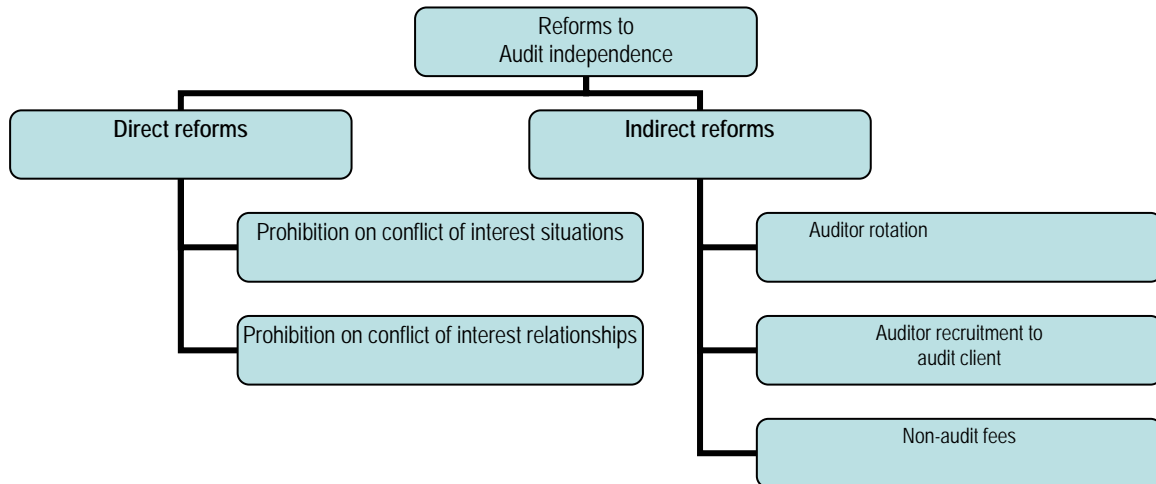 Reforms to
Audit independence
Direct reforms
Indirect reforms
Prohibition on conflict of interest situations
Prohibition on conflict of interest relationships
Auditor rotation
Auditor recruitment to
audit client
Non-audit fees